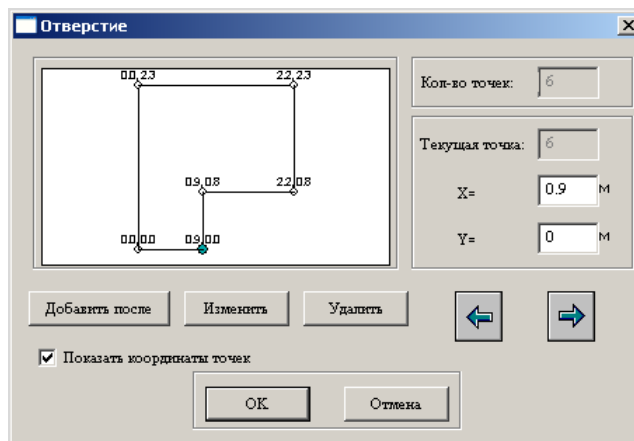 Отверстие
0.0, 2.3 2.2, 2.3
0.9, 0.8 2.2, 0.8
0.0, 0.0 0.9, 0.0
Кол-во точек: 6
Текущая точка: 6
X= 0.9 м
Y= 0 м
Добавить после Изменить Удалить
Показать координаты точек
OK Отмена